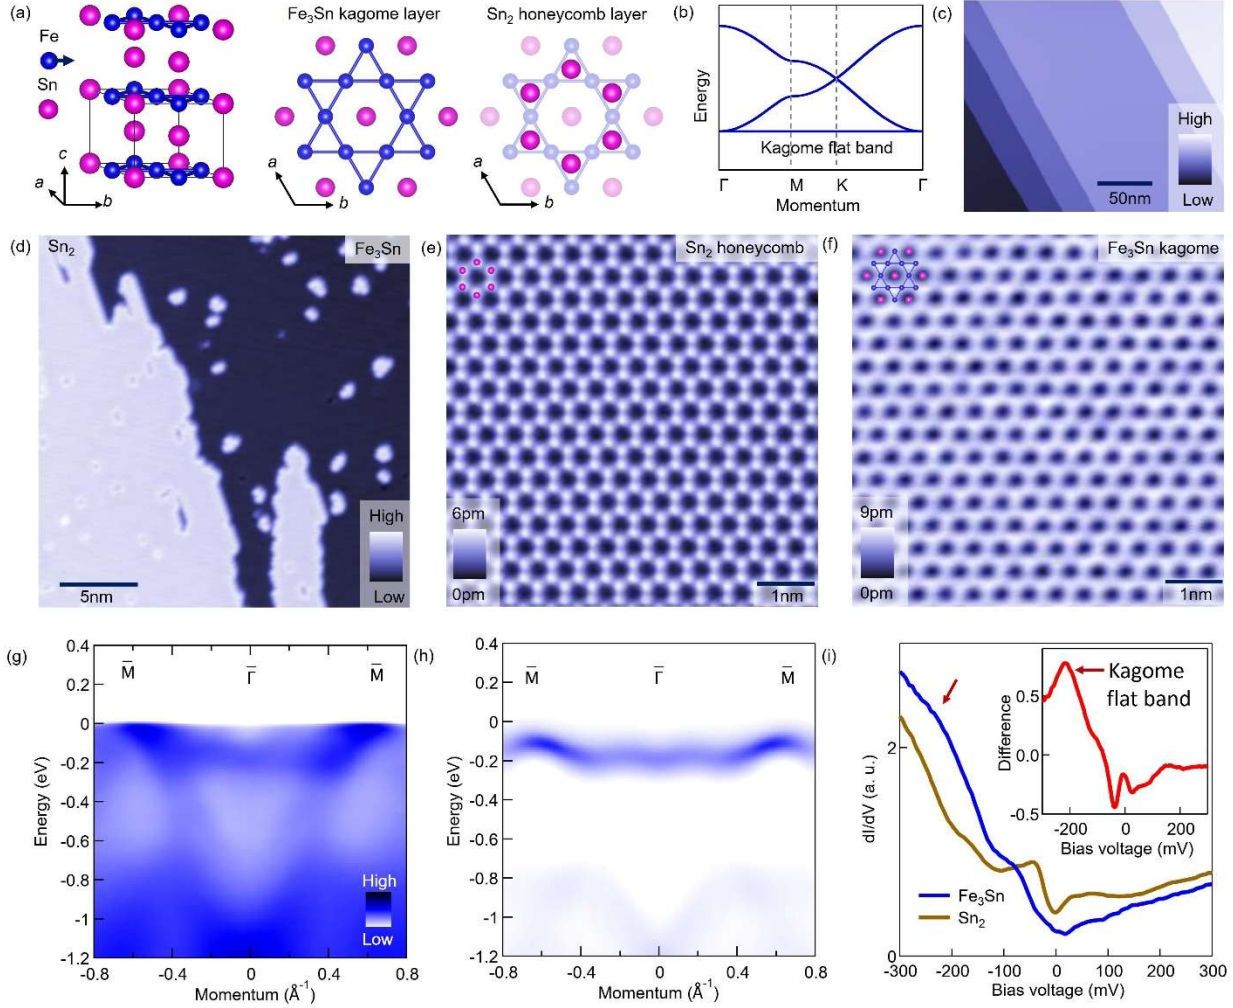 (a)
Fe₃Sn kagome layer
Sn₂ honeycomb layer
Fe
Sn
c
a
b
a
b
a
b
(b)
Energy
Kagome flat band
Γ
M
K
Γ
Momentum
(c)
High
Low
50nm
(d)
Sn₂
Fe₃Sn
High
Low
5nm
(e)
Sn₂ honeycomb
6pm
0pm
1nm
(f)
Fe₃Sn kagome
9pm
0pm
1nm
(g)
0.4
0.2
0
-0.2
-0.4
-0.6
-0.8
-1
-1.2
Energy (eV)
M̅
Γ̅
M̅
High
Low
-0.8
-0.4
0
0.4
0.8
Momentum (Å⁻¹)
(h)
0.4
0.2
0
-0.2
-0.4
-0.6
-0.8
-1
-1.2
Energy (eV)
M̅
Γ̅
M̅
-0.8
-0.4
0
0.4
0.8
Momentum (Å⁻¹)
(i)
dI/dV (a. u.)
2
0
Fe₃Sn
Sn₂
-300
-200
-100
0
100
200
300
Bias voltage (mV)
Kagome
flat band
Difference
0.5
0.0
-0.5
-200
0
200
Bias voltage (mV)